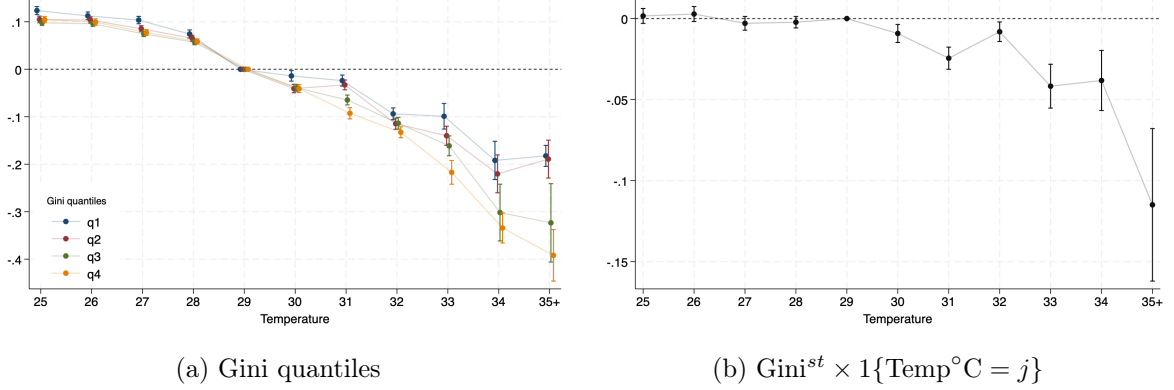 .1
0
-.1
-.2
-.3
-.4
Gini quantiles
q1
q2
q3
q4
25 26 27 28 29 30 31 32 33 34 35+
Temperature
(a) Gini quantiles
0
-.05
-.1
-.15
25 26 27 28 29 30 31 32 33 34 35+
Temperature
(b) Gini^{st} × 1{Temp°C = j}